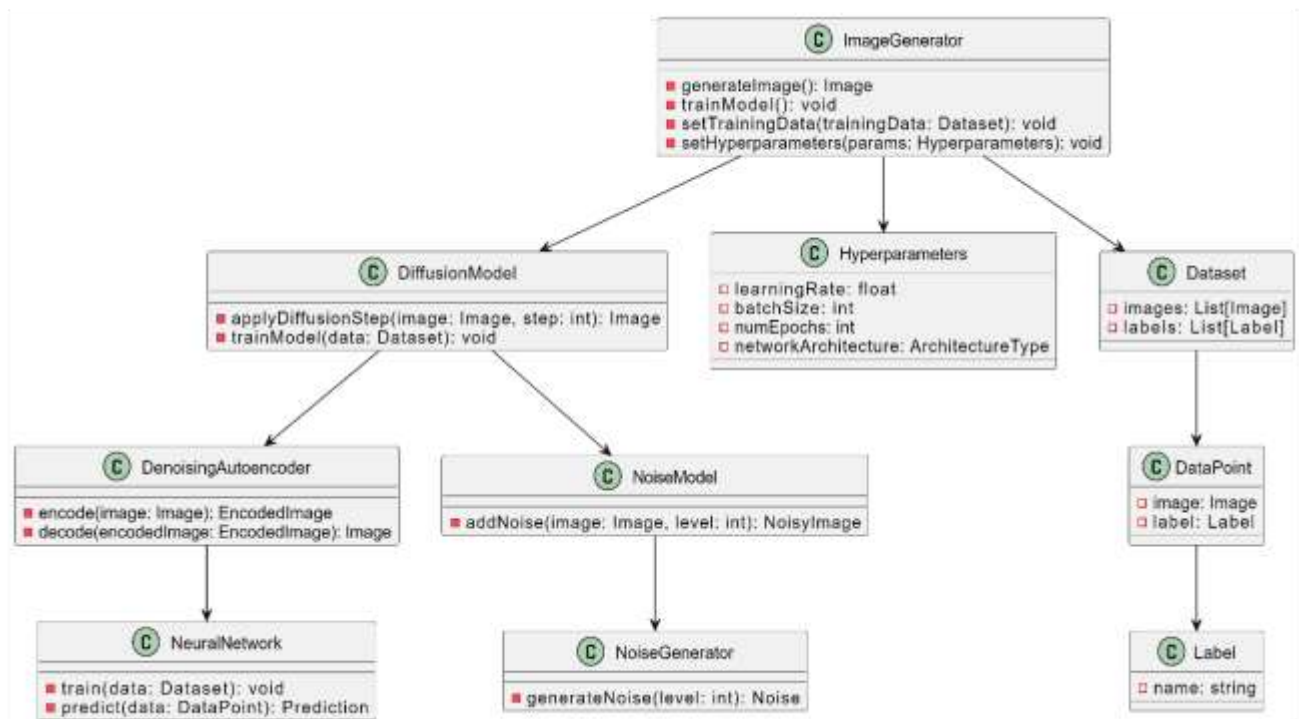 C ImageGenerator
generateImage(): Image
trainModel(): void
setTrainingData(trainingData: Dataset): void
setHyperparameters(params: Hyperparameters): void
C DiffusionModel
applyDiffusionStep(image: Image, step: int): Image
trainModel(data: Dataset): void
C Hyperparameters
learningRate: float
batchSize: int
numEpochs: int
networkArchitecture: ArchitectureType
C Dataset
images: List[Image]
labels: List[Label]
C DenoisingAutoencoder
encode(image: Image): EncodedImage
decode(encodedImage: EncodedImage): Image
C NoiseModel
addNoise(image: Image, level: int): NoisyImage
C DataPoint
image: Image
label: Label
C NeuralNetwork
train(data: Dataset): void
predict(data: DataPoint): Prediction
C NoiseGenerator
generateNoise(level: int): Noise
C Label
name: string